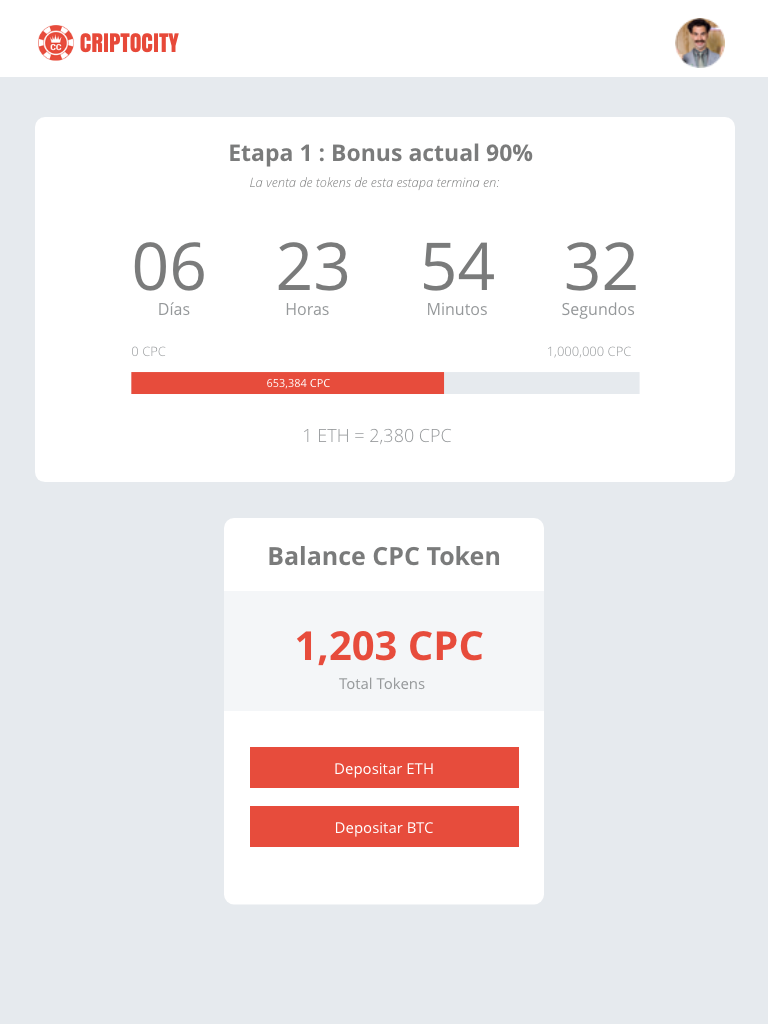 CC
CRIPTOCITY
Etapa 1 : Bonus actual 90%
La venta de tokens de esta estapa termina en:
06 23 54 32
Días Horas Minutos Segundos
0 CPC 1,000,000 CPC
653,384 CPC
1 ETH = 2,380 CPC
Balance CPC Token
1,203 CPC
Total Tokens
Depositar ETH
Depositar BTC